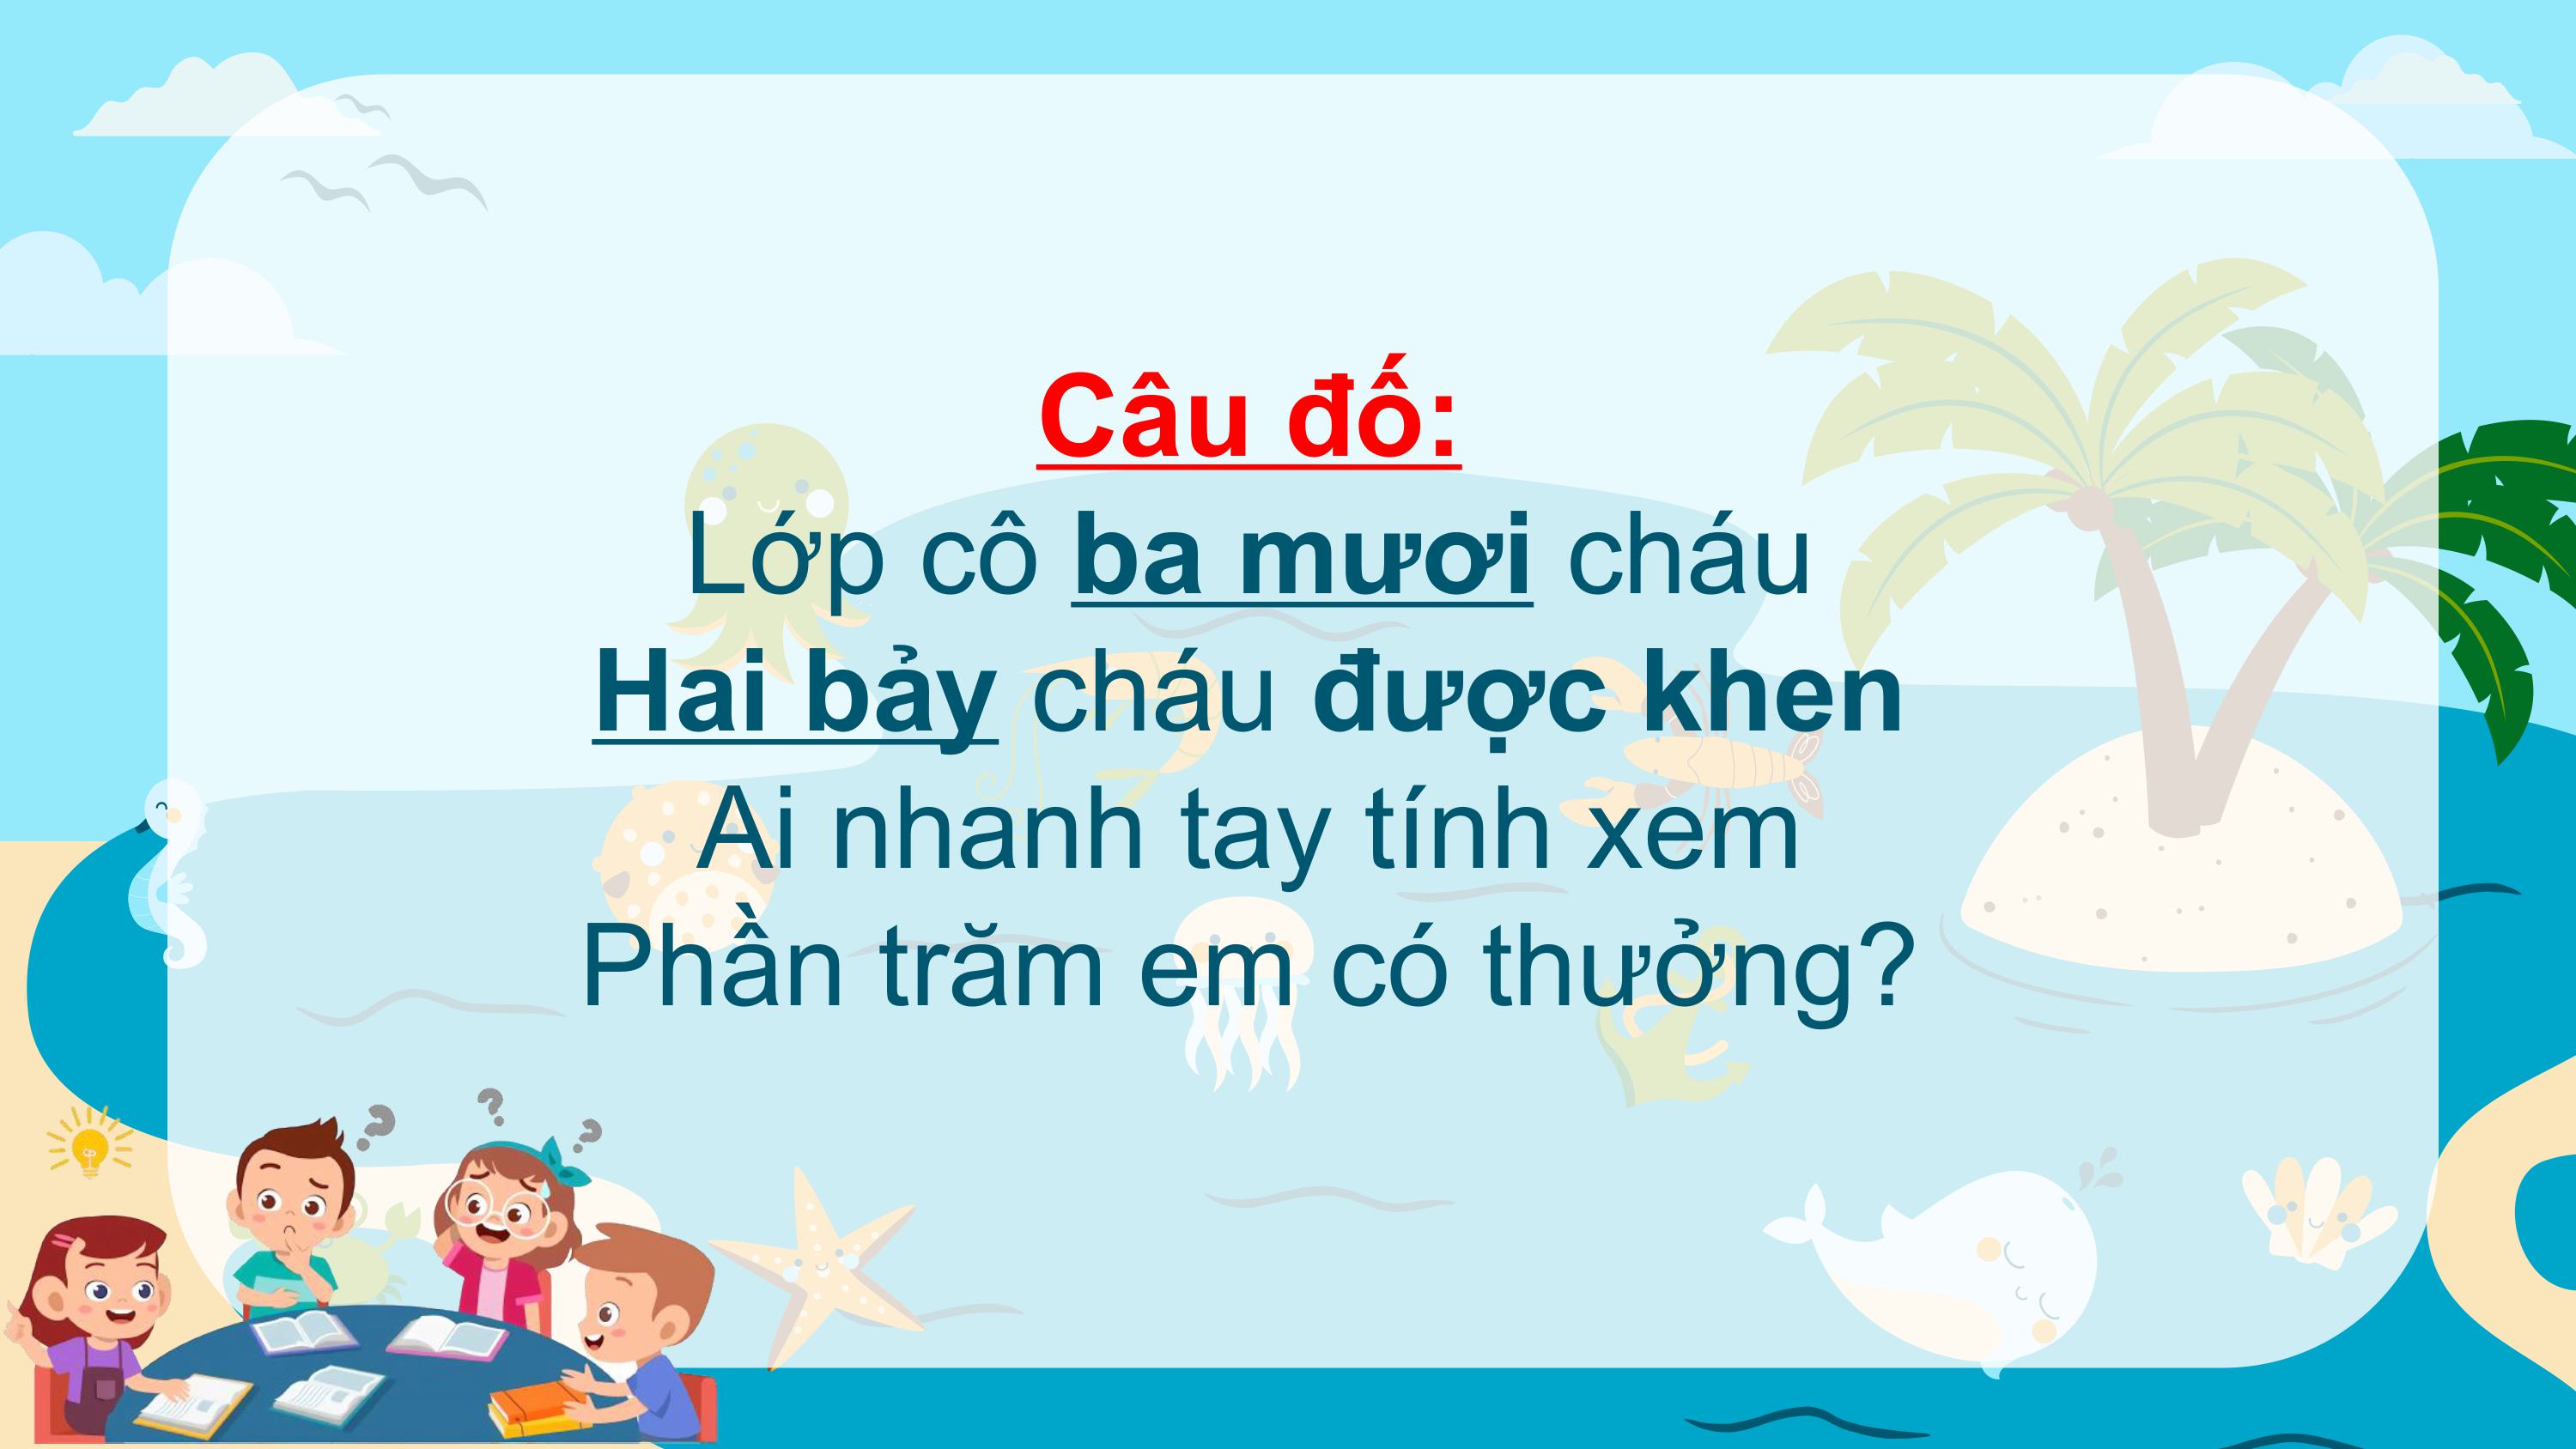 Câu đố:
Lớp cô ba mươi cháu
Hai bảy cháu được khen
Ai nhanh tay tính xem
Phần trăm em có thưởng?